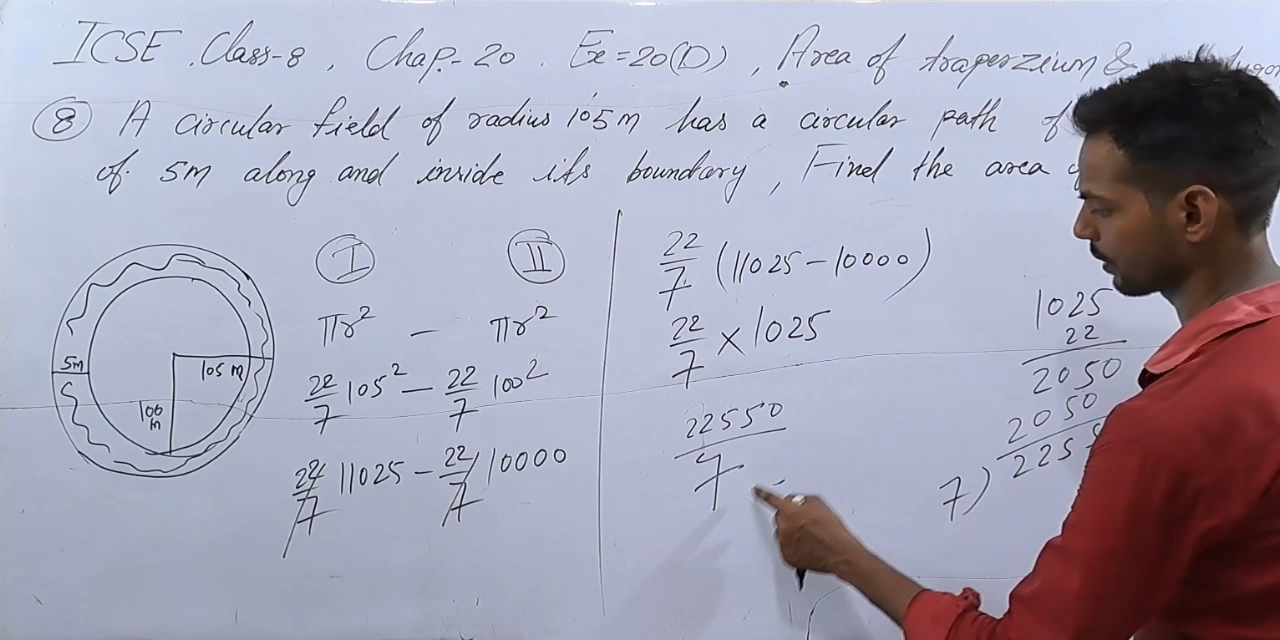 ICSE . Class-8 , Chap.- 20 . Ex = 20(D) , Area of traperzium &
⑧ A circular field of radius 105m has a circular path of
of. 5m along and inside its boundary, Find the area
5m
105 m
100 m
Ⅰ Ⅱ
πr² - πr²
22/7 105² - 22/7 100²
22/7 11025 - 22/7 10000
22/7 (11025-10000)
22/7 × 1025
22550/7 =
1025
22
2050
2050
7) 2255